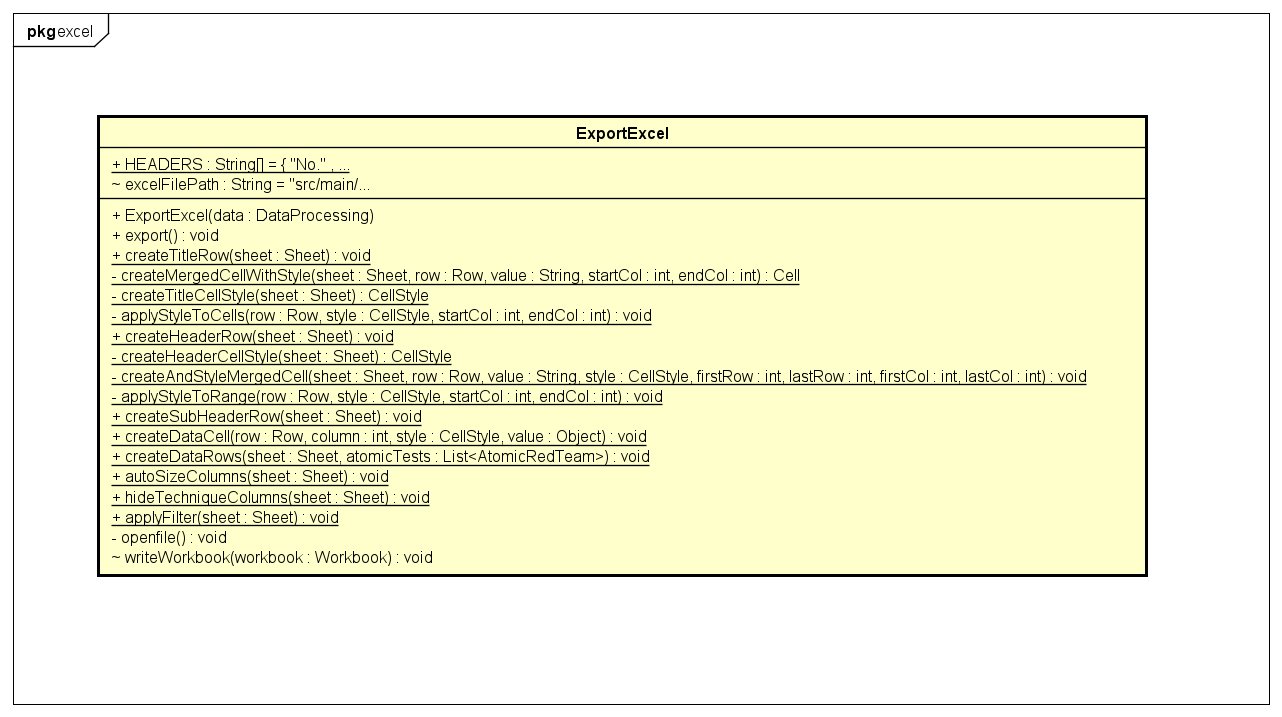 pkg excel
ExportExcel
+ HEADERS : String[] = { "No." , ...
~ excelFilePath : String = "src/main/...
+ ExportExcel(data : DataProcessing)
+ export() : void
+ createTitleRow(sheet : Sheet) : void
- createMergedCellWithStyle(sheet : Sheet, row : Row, value : String, startCol : int, endCol : int) : Cell
- createTitleCellStyle(sheet : Sheet) : CellStyle
- applyStyleToCells(row : Row, style : CellStyle, startCol : int, endCol : int) : void
+ createHeaderRow(sheet : Sheet) : void
- createHeaderCellStyle(sheet : Sheet) : CellStyle
- createAndStyleMergedCell(sheet : Sheet, row : Row, value : String, style : CellStyle, firstRow : int, lastRow : int, firstCol : int, lastCol : int) : void
- applyStyleToRange(row : Row, style : CellStyle, startCol : int, endCol : int) : void
+ createSubHeaderRow(sheet : Sheet) : void
+ createDataCell(row : Row, column : int, style : CellStyle, value : Object) : void
+ createDataRows(sheet : Sheet, atomicTests : List<AtomicRedTeam>) : void
+ autoSizeColumns(sheet : Sheet) : void
+ hideTechniqueColumns(sheet : Sheet) : void
+ applyFilter(sheet : Sheet) : void
- openfile() : void
~ writeWorkbook(workbook : Workbook) : void